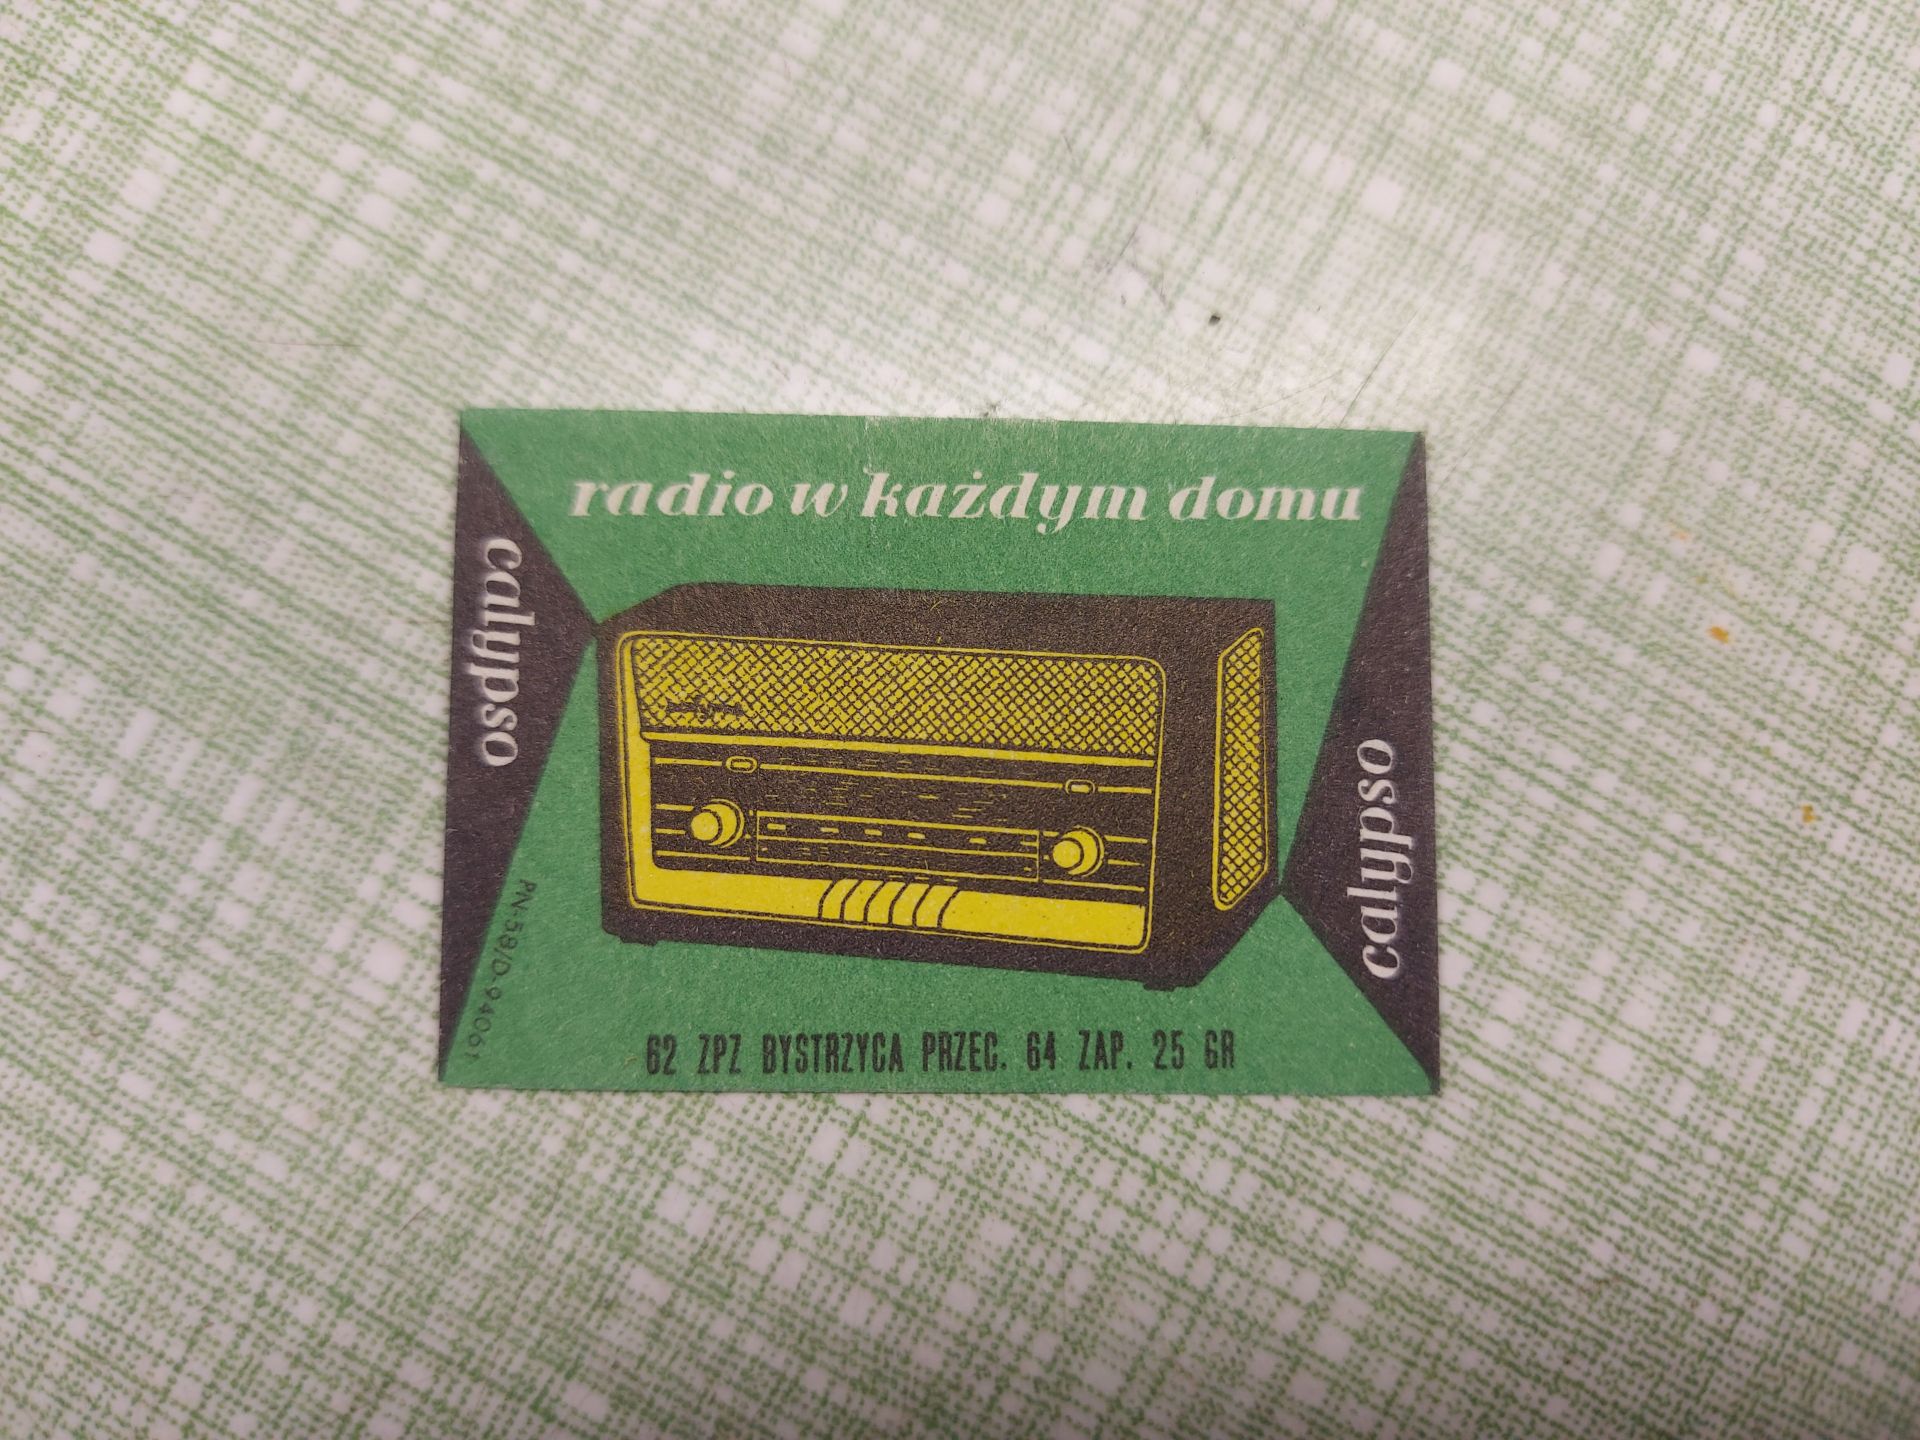 radio w każdym domu
calypso
calypso
PN-58/D-94061
62 ZPZ BYSTRZYCA PRZEC. 64 ZAP. 25 GR